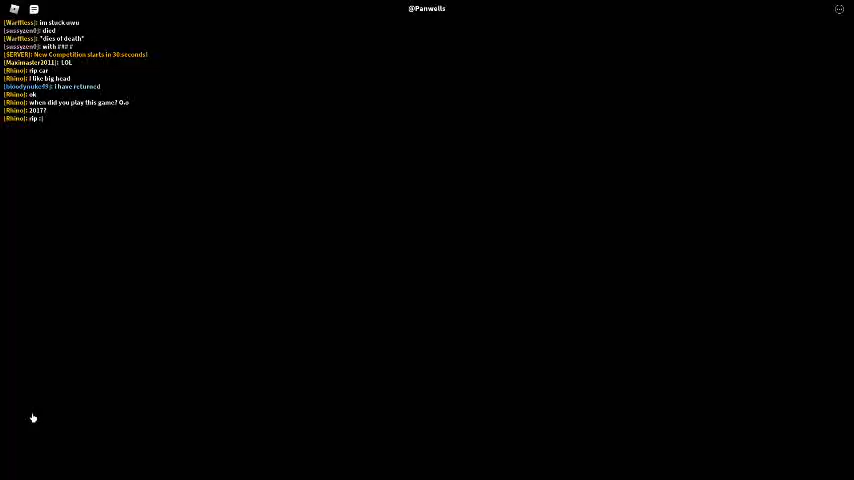 @Panwells
[Warffless]: im stuck uwu
[sassyzen0]: died
[Warffless]: *dies of death*
[sassyzen0]: with ####
[SERVER]: New Competition starts in 30 seconds!
[Maximaster2011]: LOL
[Rhino]: rip car
[Rhino]: I like big head
[bloodynuke49]: i have returned
[Rhino]: ok
[Rhino]: when did you play this game? O.o
[Rhino]: 2017?
[Rhino]: rip :|